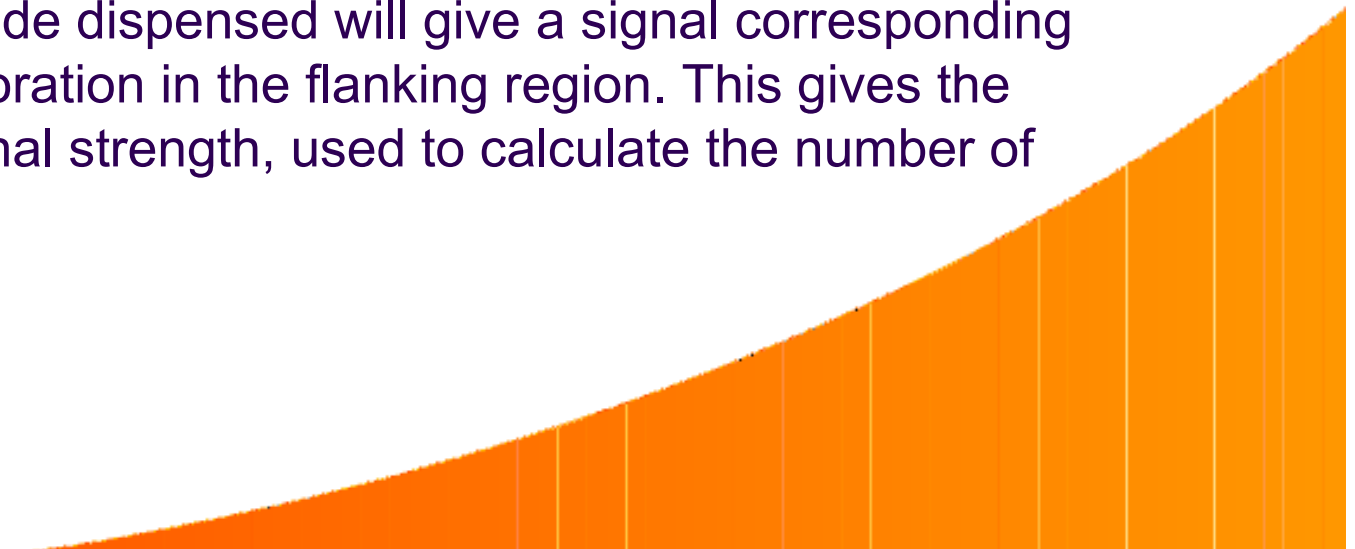 de dispensed will give a signal corresponding
oration in the flanking region. This gives the
nal strength, used to calculate the number of